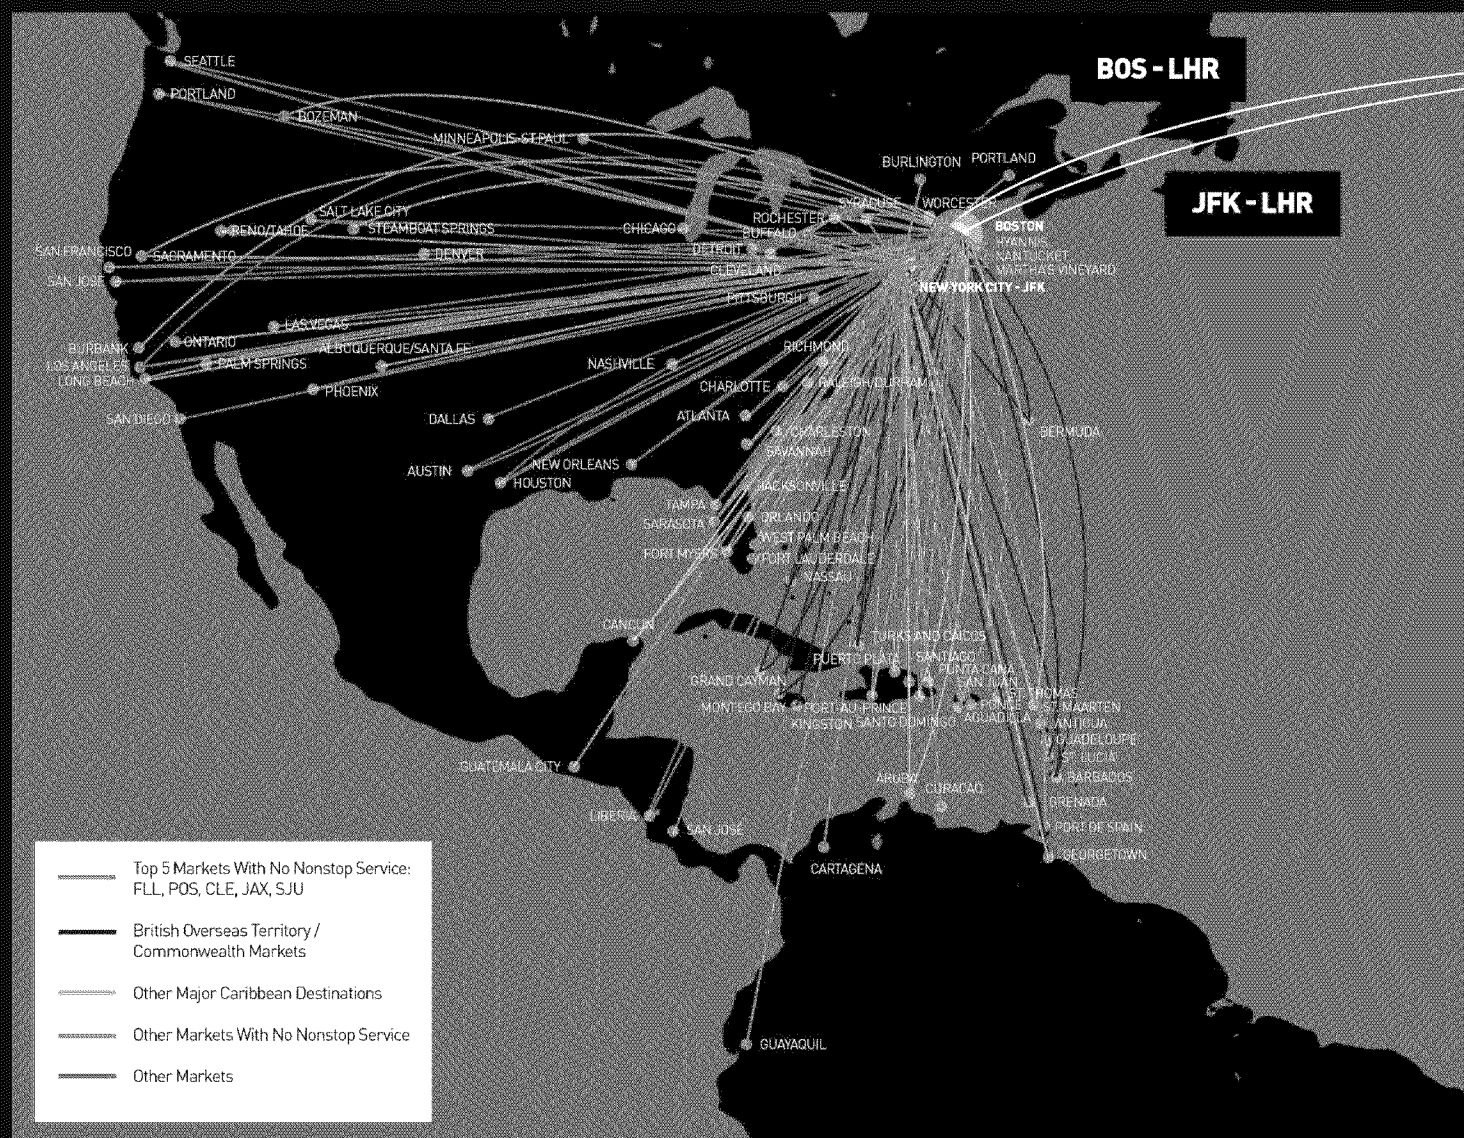 BOS - LHR
SEATTLE
PORTLAND
BOZEMAN
MINNEAPOLIS-ST.PAUL
BURLINGTON
PORTLAND
JFK - LHR
SYRACUSE
WORCESTER
SALT LAKE CITY
ROCHESTER
RENO/TAHOE
STEAMBOAT SPRINGS
CHICAGO
BUFFALO
BOSTON
HYANNIS
NANTUCKET
MARTHA'S VINEYARD
SAN FRANCISCO
SACRAMENTO
DENVER
DETROIT
CLEVELAND
SAN JOSE
NEW YORK CITY - JFK
PITTSBURGH
LAS VEGAS
ONTARIO
BURBANK
ALBUQUERQUE/SANTA FE
RICHMOND
LOS ANGELES
PALM SPRINGS
NASHVILLE
LONG BEACH
CHARLOTTE
RALEIGH/DURHAM
PHOENIX
SAN DIEGO
DALLAS
ATLANTA
CHARLESTON
BERMUDA
SAVANNAH
AUSTIN
NEW ORLEANS
HOUSTON
JACKSONVILLE
TAMPA
SARASOTA
ORLANDO
WEST PALM BEACH
FORT MYERS
FORT LAUDERDALE
NASSAU
CANCUN
TURKS AND CAICOS
PUERTO PLATA
SANTIAGO
PUNTA CANA
GRAND CAYMAN
SAN JUAN
ST. THOMAS
MONTEGO BAY
PORT-AU-PRINCE
PONCE
ST. MAARTEN
KINGSTON
SANTO DOMINGO
AGUADILLA
ANTIGUA
GUADELOUPE
ST. LUCIA
GUATEMALA CITY
ARUBA
CURACAO
BARBADOS
GRENADA
LIBERIA
SAN JOSÉ
PORT DE SPAIN
GEORGETOWN
CARTAGENA
Top 5 Markets With No Nonstop Service:
FLL, POS, CLE, JAX, SJU
British Overseas Territory /
Commonwealth Markets
Other Major Caribbean Destinations
Other Markets With No Nonstop Service
Other Markets
GUAYAQUIL